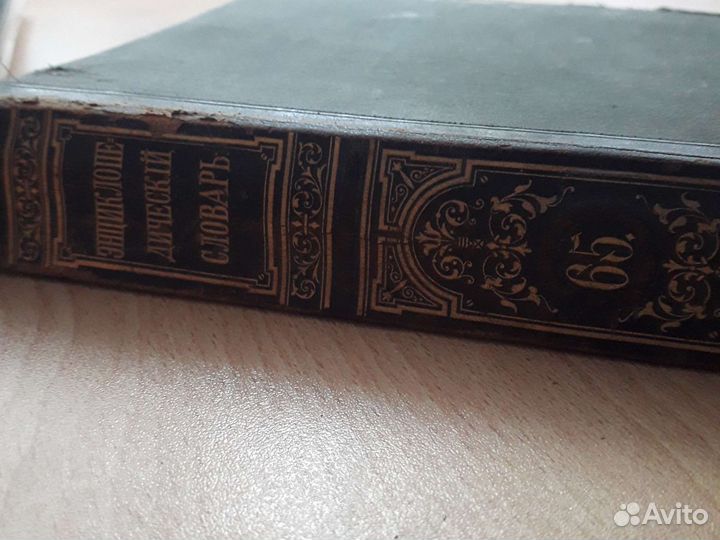 ЭНЦИКЛОПЕ-
ДИЧЕСКІЙ
СЛОВАРЬ
65.
Avito